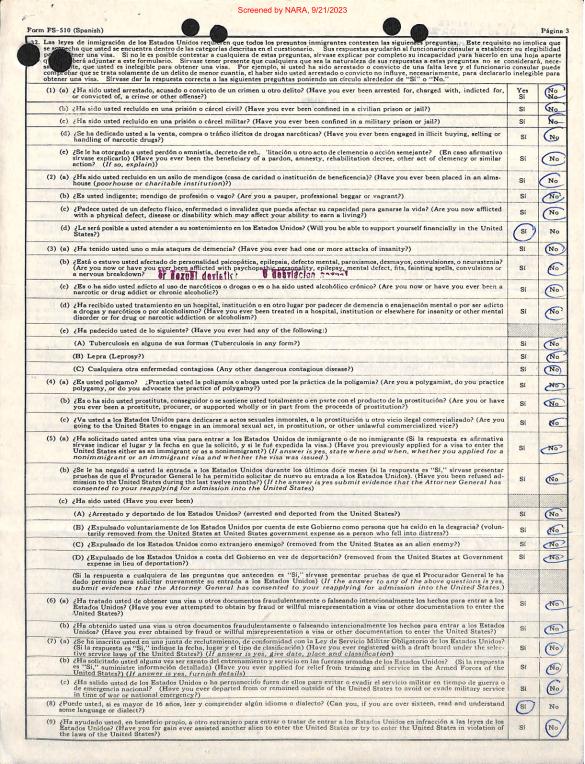 Screened by NARA, 9/21/2023
Form FS-510 (Spanish) Página 3
32. Las leyes de inmigración de los Estados Unidos requieren que todos los presuntos inmigrantes contesten las siguientes preguntas. Este requisito no implica que
se sospecha que usted se encuentra dentro de las categorías descritas en el cuestionario. Sus respuestas ayudarán al funcionario consular a establecer su elegibilidad
obtener una visa. Si no le es posible contestar a cualquiera de estas preguntas, sírvase explicar por completo su incapacidad para hacerlo en una hoja aparte
deberá adjuntar a este formulario. Sírvase tener presente que cualquiera que sea la naturaleza de sus respuestas a estas preguntas no se considerará, nece-
sariamente, que usted es inelegible para obtener una visa. Por ejemplo, si usted ha sido arrestado o convicto de una falta leve y el funcionario consular puede
comprobar que se trata solamente de un delito de menor cuantía, el haber sido usted arrestado o convicto no influye, necesariamente, para declararlo inelegible para
obtener una visa. Sírvase dar la respuesta correcta a las siguientes preguntas poniendo un círculo alrededor de "Sí" o "No."
(1) (a) ¿Ha sido usted arrestado, acusado o convicto de un crimen u otro delito? (Have you ever been arrested for, charged with, indicted for, Yes No
or convicted of, a crime or other offense?) Sí No
(b) ¿Ha sido usted recluído en una prisión o cárcel civil? (Have you ever been confined in a civilian prison or jail?) Sí No
(c) ¿Ha sido usted recluído en una prisión o cárcel militar? (Have you ever been confined in a military prison or jail?) Sí No
(d) ¿Se ha dedicado usted a la venta, compra o tráfico ilícitos de drogas narcóticas? (Have you ever been engaged in illicit buying, selling or
handling of narcotic drugs?) Sí No
(e) ¿Se le ha otorgado a usted perdón o amnistía, decreto de reh. ilitación u otro acto de clemencia o acción semejante? (En caso afirmativo
sírvase explicarlo) (Have you ever been the beneficiary of a pardon, amnesty, rehabilitation decree, other act of clemency or similar
action? (If so, explain)) Sí No
(2) (a) ¿Ha sido usted recluído en un asilo de mendigos (casa de caridad o institución de beneficencia)? (Have you ever been placed in an alms-
house (poorhouse or charitable institution)?) Sí No
(b) ¿Es usted indigente; mendigo de profesión o vago? (Are you a pauper, professional beggar or vagrant?) Sí No
(c) ¿Padece usted de defecto físico, enfermedad o invalidez que pueda afectar su capacidad para ganarse la vida? (Are you now afflicted
with a physical defect, disease or disability which may affect your ability to earn a living?) Sí No
(d) ¿Le será posible a usted atender a su sostenimiento en los Estados Unidos? (Will you be able to support yourself financially in the United
States?) Sí No
(3) (a) ¿Ha tenido usted uno o más ataques de demencia? (Have you ever had one or more attacks of insanity?) Sí No
(b) ¿Está o estuvo usted afectado de personalidad psicopática, epilepsia, defecto mental, paroxismos, desmayos, convulsiones, o neurastenia?
(Are you now or have you ever been afflicted with psychopathic personality, epilepsy, mental defect, fits, fainting spells, convulsions or
a nervous breakdown? Sí No
(c) ¿Es o ha sido usted adicto al uso de narcóticos o drogas o es o ha sido usted alcohólico crónico? (Are you now or have you ever been a
narcotic or drug addict or chronic alcoholic?) Sí No
(d) ¿Ha recibido usted tratamiento en un hospital, institución o en otro lugar por padecer de demencia o enajenación mental o por ser adicto
a drogas y narcóticos o por alcoholismo? (Have you ever been treated in a hospital, institution or elsewhere for insanity or other mental
disorder or for drug or narcotic addiction or alcoholism?) Sí No
(e) ¿Ha padecido usted de lo siguiente? (Have you ever had any of the following:)
(A) Tuberculosis en alguna de sus formas (Tuberculosis in any form?) Sí No
(B) Lepra (Leprosy?) Sí No
(C) Cualquiera otra enfermedad contagiosa (Any other dangerous contagious disease?) Sí No
(4) (a) ¿Es usted polígamo? ¿Practica usted la poligamia o aboga usted por la práctica de la poligamia? (Are you a polygamist, do you practice
polygamy, or do you advocate the practice of polygamy?) Sí No
(b) ¿Es o ha sido usted prostituta, conseguidor o se sostiene usted totalmente o en parte con el producto de la prostitución? (Are you or have
you ever been a prostitute, procurer, or supported wholly or in part from the proceeds of prostitution?) Sí No
(c) ¿Va usted a los Estados Unidos para dedicarse a actos sexuales inmorales, a la prostitución u otro vicio ilegal comercializado? (Are you
going to the United States to engage in an immoral sexual act, in prostitution, or other unlawful commercialized vice?) Sí No
(5) (a) ¿Ha solicitado usted antes una visa para entrar a los Estados Unidos de inmigrante o de no inmigrante? (Si la respuesta es afirmativa
sírvase indicar el lugar y la fecha en que la solicitó, y si le fué expedida la visa.) (Have you previously applied for a visa to enter the
United States either as an immigrant or as a nonimmigrant?) (If answer is yes, state where and when, whether you applied for a
nonimmigrant or an immigrant visa and whether the visa was issued.) Sí No
(b) ¿Se le ha negado a usted la entrada a los Estados Unidos durante los últimos doce meses (si la respuesta es "Sí," sírvase presentar
pruebas de que el Procurador General le ha permitido solicitar de nuevo su entrada a los Estados Unidos). (Have you been refused ad-
mission to the United States during the last twelve months?) (If the answer is yes submit evidence that the Attorney General has
consented to your reapplying for admission into the United States) Sí No
(c) ¿Ha sido usted (Have you ever been)
(A) ¿Arrestado y deportado de los Estados Unidos? (arrested and deported from the United States?) Sí No
(B) ¿Expulsado voluntariamente de los Estados Unidos por cuenta de este Gobierno como persona que ha caído en la desgracia? (volun-
tarily removed from the United States at United States government expense as a person who fell into distress?) Sí No
(C) ¿Expulsado de los Estados Unidos como extranjero enemigo? (removed from the United States as an alien enemy?) Sí No
(D) ¿Expulsado de los Estados Unidos a costa del Gobierno en vez de deportación? (removed from the United States at Government
expense in lieu of deportation?) Sí No
(Si la respuesta a cualquiera de las preguntas que anteceden es "Sí," sírvase presentar pruebas de que el Procurador General le ha
dado permiso para solicitar nuevamente su entrada a los Estados Unidos) (If the answer to any of the above questions is yes,
submit evidence that the Attorney General has consented to your reapplying for admission into the United States.)
(6) (a) ¿Ha tratado usted de obtener una visa u otros documentos fraudulentamente o falseando intencionalmente los hechos para entrar a los
Estados Unidos? (Have you ever attempted to obtain by fraud or willful misrepresentation a visa or other documentation to enter the
United States?) Sí No
(b) ¿Ha obtenido usted una visa u otros documentos fraudulentamente o falseando intencionalmente los hechos para entrar a los Estados
Unidos? (Have you ever obtained by fraud or willful misrepresentation a visa or other documentation to enter the United States?) Sí No
(7) (a) ¿Se ha inscrito usted en una junta de reclutamiento, de conformidad con la Ley de Servicio Militar Obligatorio de los Estados Unidos?
(Si la respuesta es "Sí," indique la fecha, lugar y el tipo de clasificación) (Have you ever registered with a draft board under the selec-
tive service laws of the United States?) (If answer is yes, give date, place and classification) Sí No
(b) ¿Ha solicitado usted alguna vez ser exento del entrenamiento y servicio en las fuerzas armadas de los Estados Unidos? (Si la respuesta
es "Sí," suministre información detallada) (Have you ever applied for relief from training and service in the Armed Forces of the
United States?) (If answer is yes, furnish details) Sí No
(c) ¿Ha salido usted de los Estados Unidos o ha permanecido fuera de ellos para evitar o evadir el servicio militar en tiempo de guerra o
de emergencia nacional? (Have you ever departed from or remained outside of the United States to avoid or evade military service
in time of war or national emergency?) Sí No
(8) ¿Puede usted, si es mayor de 16 años, leer y comprender algún idioma o dialecto? (Can you, if you are over sixteen, read and understand
some language or dialect?) Sí No
(9) ¿Ha ayudado usted, en beneficio propio, a otro extranjero para entrar o tratar de entrar a los Estados Unidos en infracción a las leyes de los
Estados Unidos? (Have you for gain ever assisted another alien to enter the United States or try to enter the United States in violation of
the laws of the United States?) Sí No